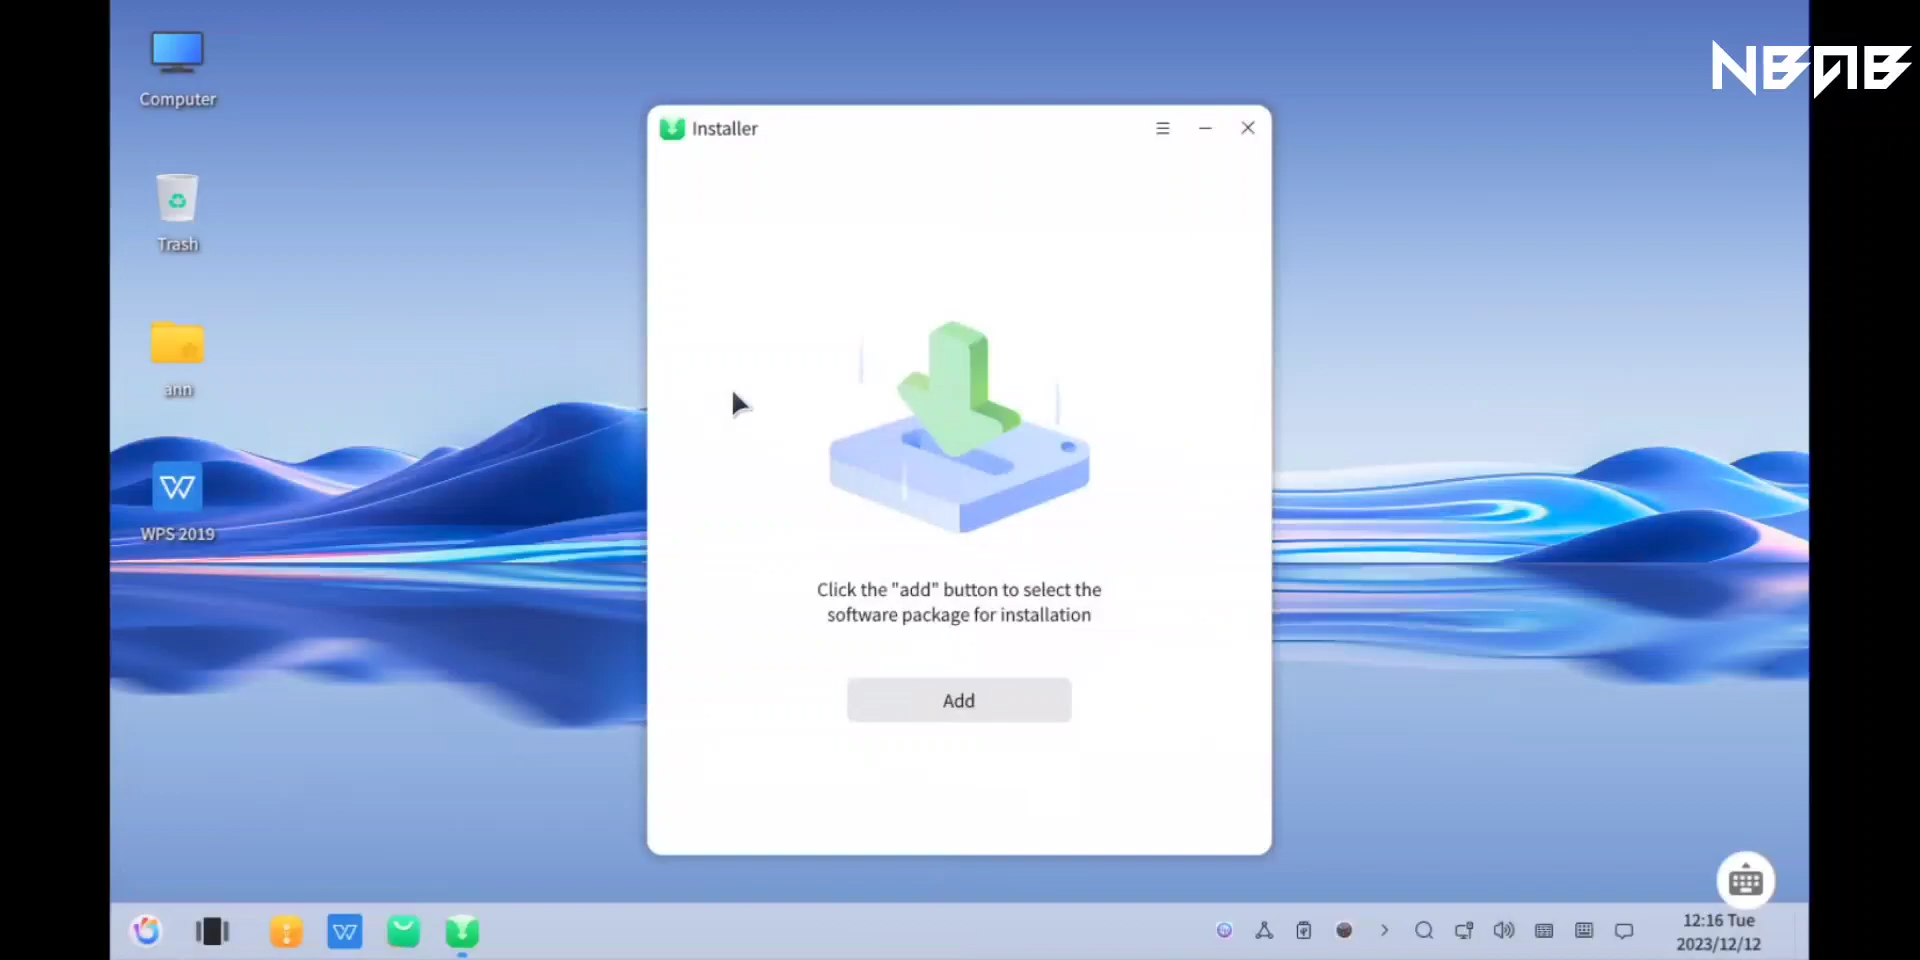 Computer
Trash
ann
WPS 2019
Installer
Click the "add" button to select the
software package for installation
Add
12:16 Tue
2023/12/12